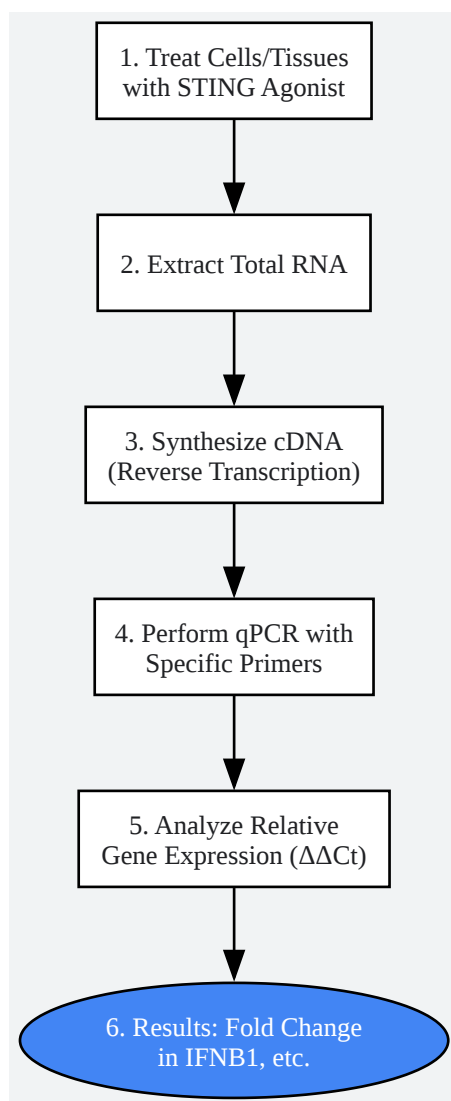 1. Treat Cells/Tissues
with STING Agonist
2. Extract Total RNA
3. Synthesize cDNA
(Reverse Transcription)
4. Perform qPCR with
Specific Primers
5. Analyze Relative
Gene Expression (ΔΔCt)
6. Results: Fold Change
in IFNB1, etc.